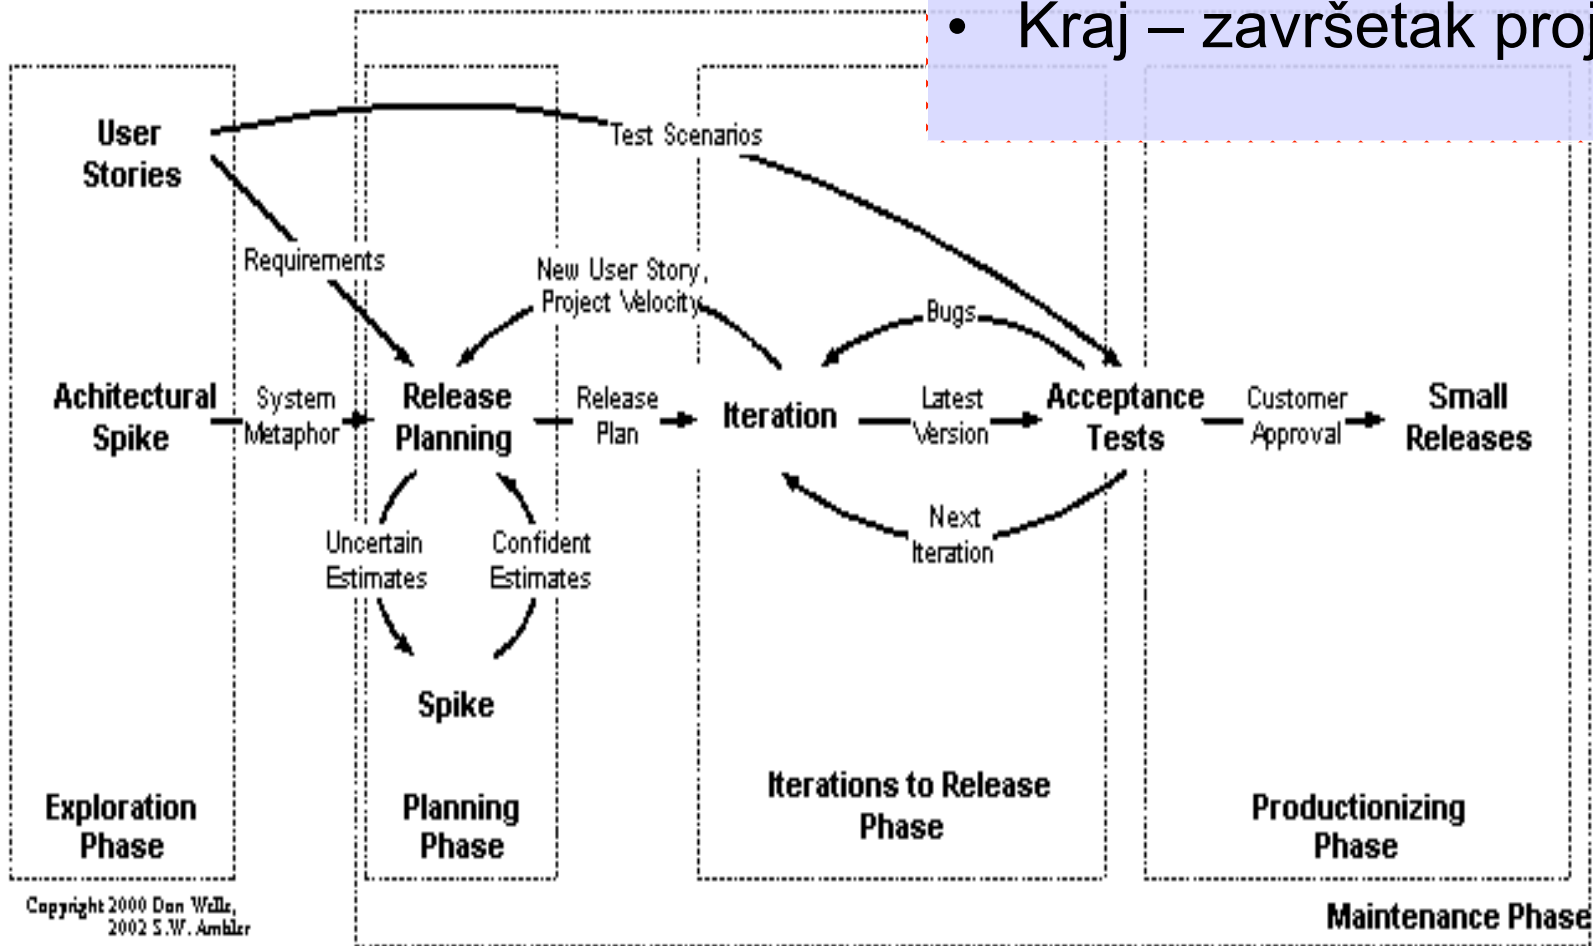 • Kraj – završetak proj
User
Stories
Test Scenarios
Requirements
New User Story,
Project Velocity
Bugs
Achitectural
Spike
System
Metaphor
Release
Planning
Release
Plan
Iteration
Latest
Version
Acceptance
Tests
Customer
Approval
Small
Releases
Uncertain
Estimates
Confident
Estimates
Next
Iteration
Spike
Exploration
Phase
Planning
Phase
Iterations to Release
Phase
Productionizing
Phase
Copyright 2000 Don Wells,
2002 S.W. Ambler
Maintenance Phase